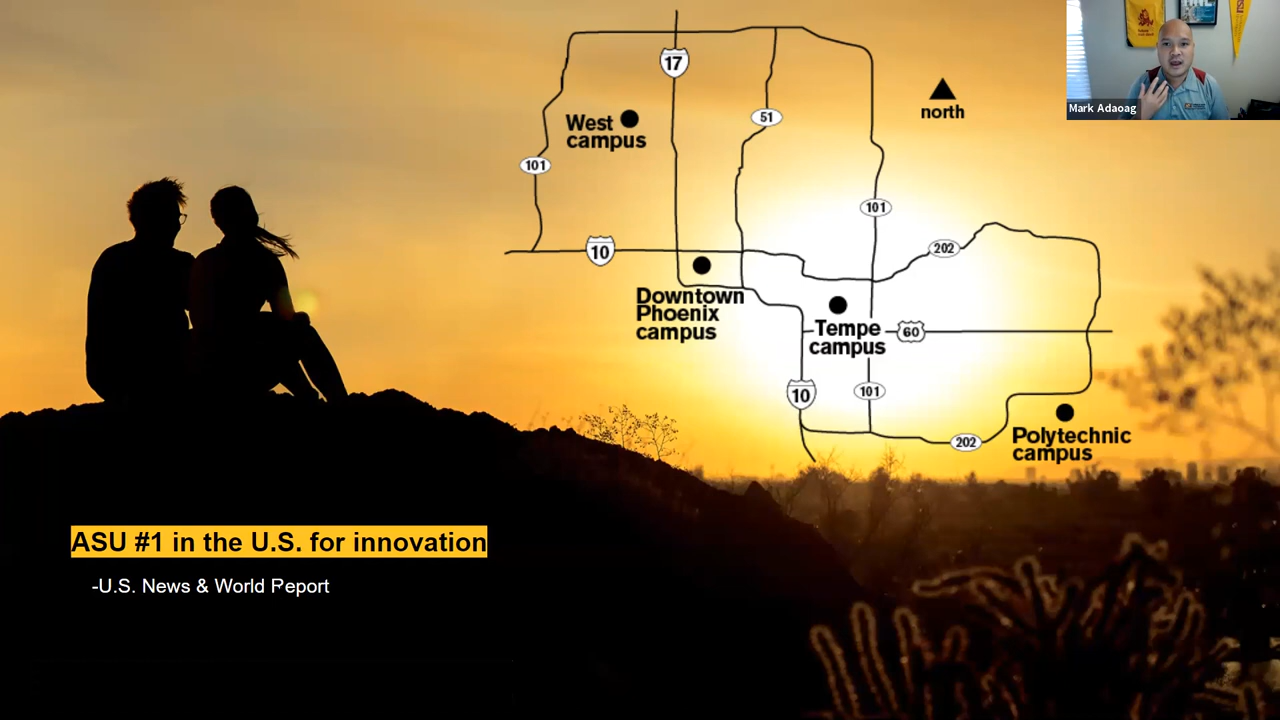 Mark Adaoag
17
north
51
West
campus
101
101
202
10
Downtown
Phoenix
campus
Tempe
campus
60
10
101
202
Polytechnic
campus
ASU #1 in the U.S. for innovation
-U.S. News & World Report